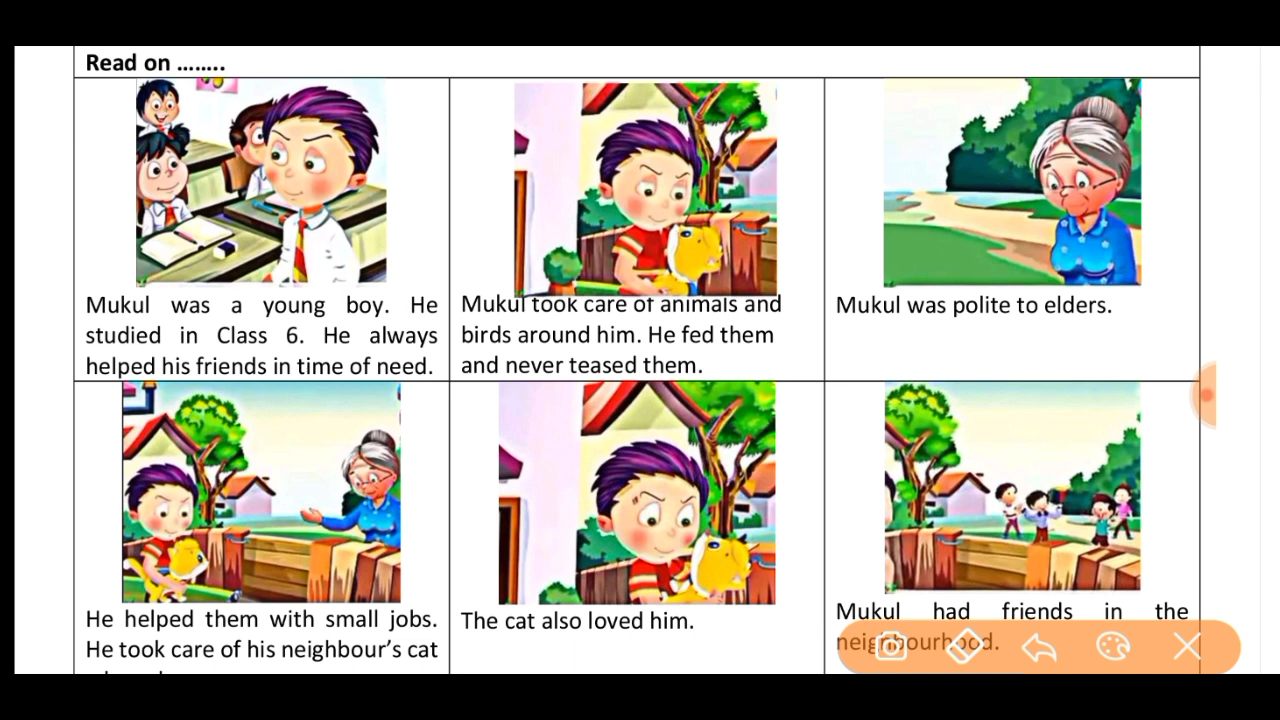 Read on ........
Mukul was a young boy. He
studied in Class 6. He always
helped his friends in time of need.
Mukul took care of animals and
birds around him. He fed them
and never teased them.
Mukul was polite to elders.
He helped them with small jobs.
He took care of his neighbour's cat
The cat also loved him.
Mukul had friends in the
neighbourhood.